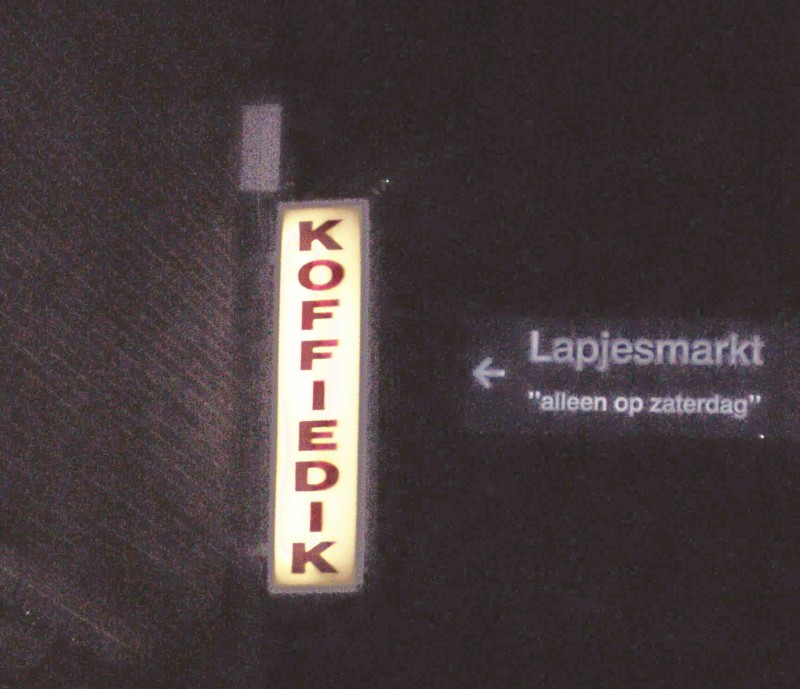 KOFFIEDIK
← Lapjesmarkt
"alleen op zaterdag"